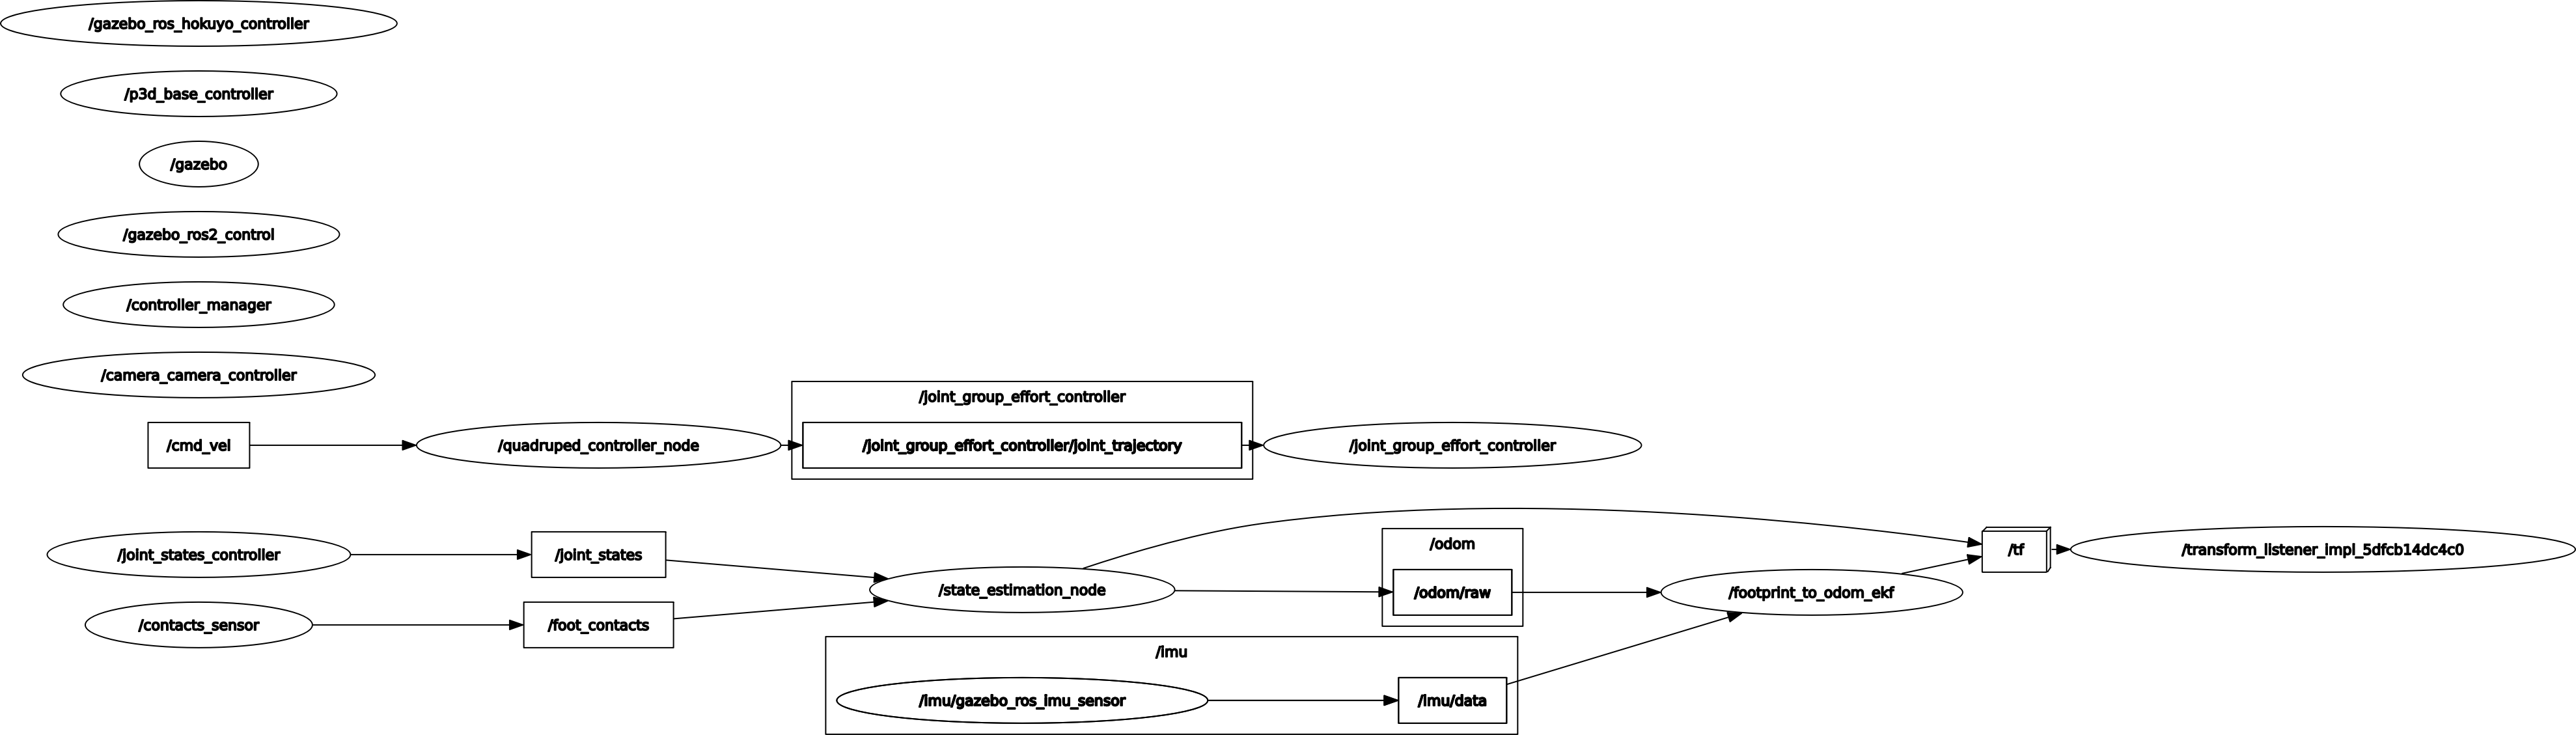 /gazebo_ros_hokuyo_controller
/p3d_base_controller
/gazebo
/gazebo_ros2_control
/controller_manager
/camera_camera_controller
/joint_group_effort_controller
/cmd_vel
/quadruped_controller_node
/joint_group_effort_controller/joint_trajectory
/joint_group_effort_controller
/odom
/joint_states_controller
/joint_states
/tf
/transform_listener_impl_5dfcb14dc4c0
/state_estimation_node
/odom/raw
/footprint_to_odom_ekf
/contacts_sensor
/foot_contacts
/imu
/imu/gazebo_ros_imu_sensor
/imu/data